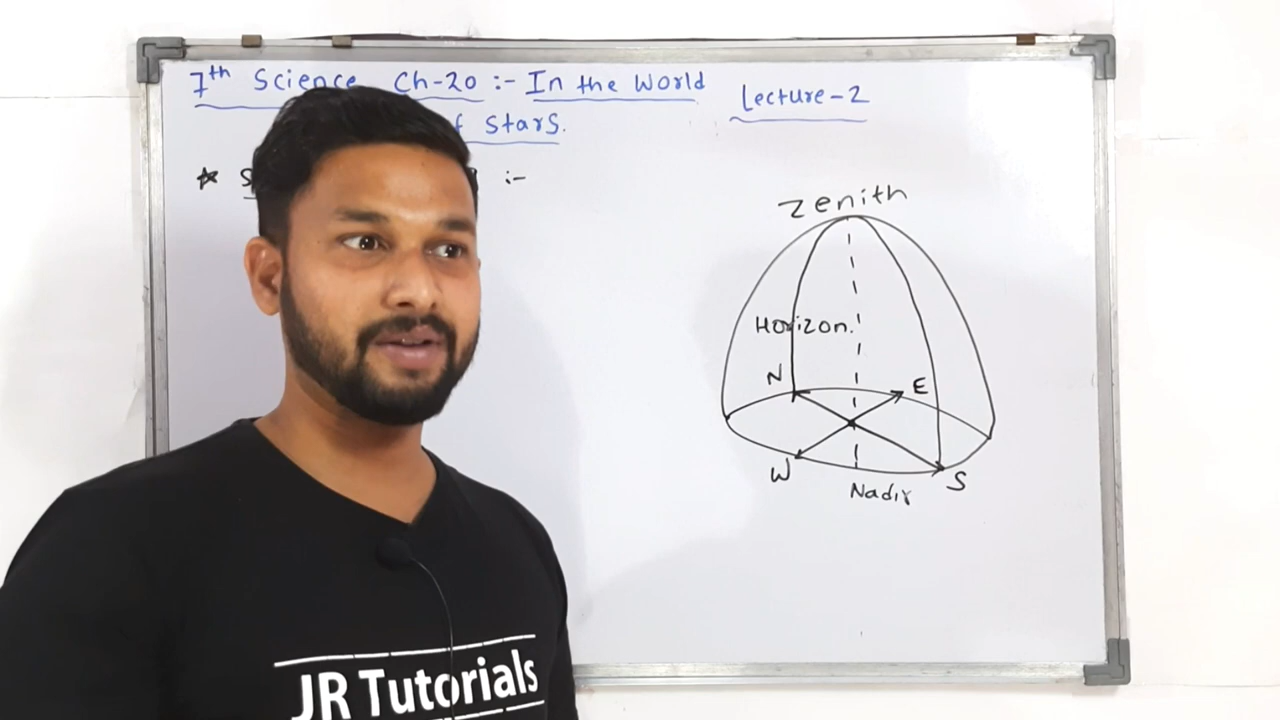 7th Science Ch-20 :- In the World
Stars.
Lecture-2
:-
Zenith
Horizon.
N
E
W
S
Nadir
JR Tutorials